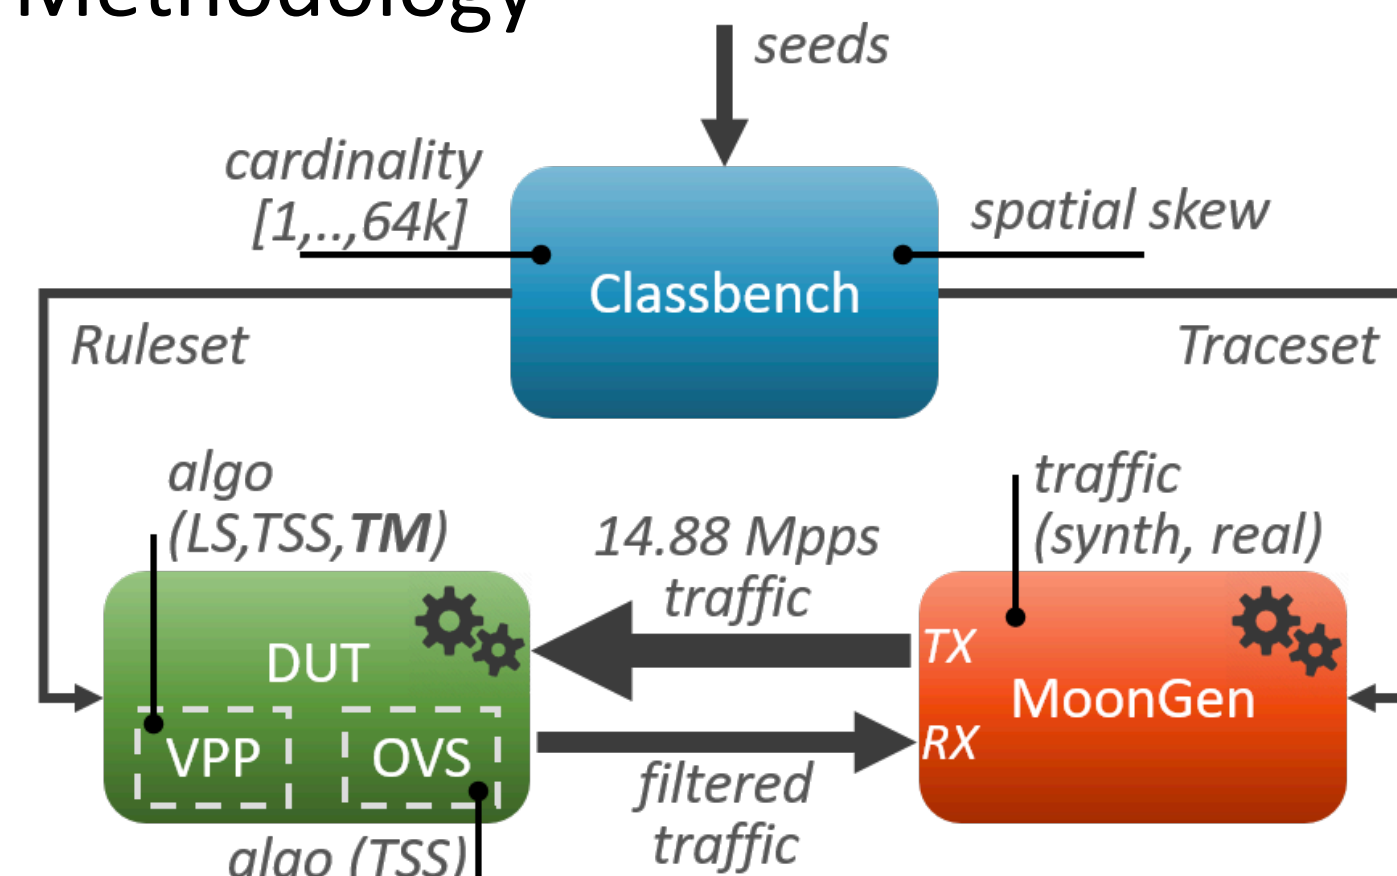 Methodology
seeds
cardinality
[1,..,64k]
spatial skew
Classbench
Ruleset
Traceset
algo
(LS,TSS,TM)
14.88 Mpps
traffic
traffic
(synth, real)
DUT
TX
MoonGen
RX
VPP
OVS
filtered
traffic
algo (TSS)